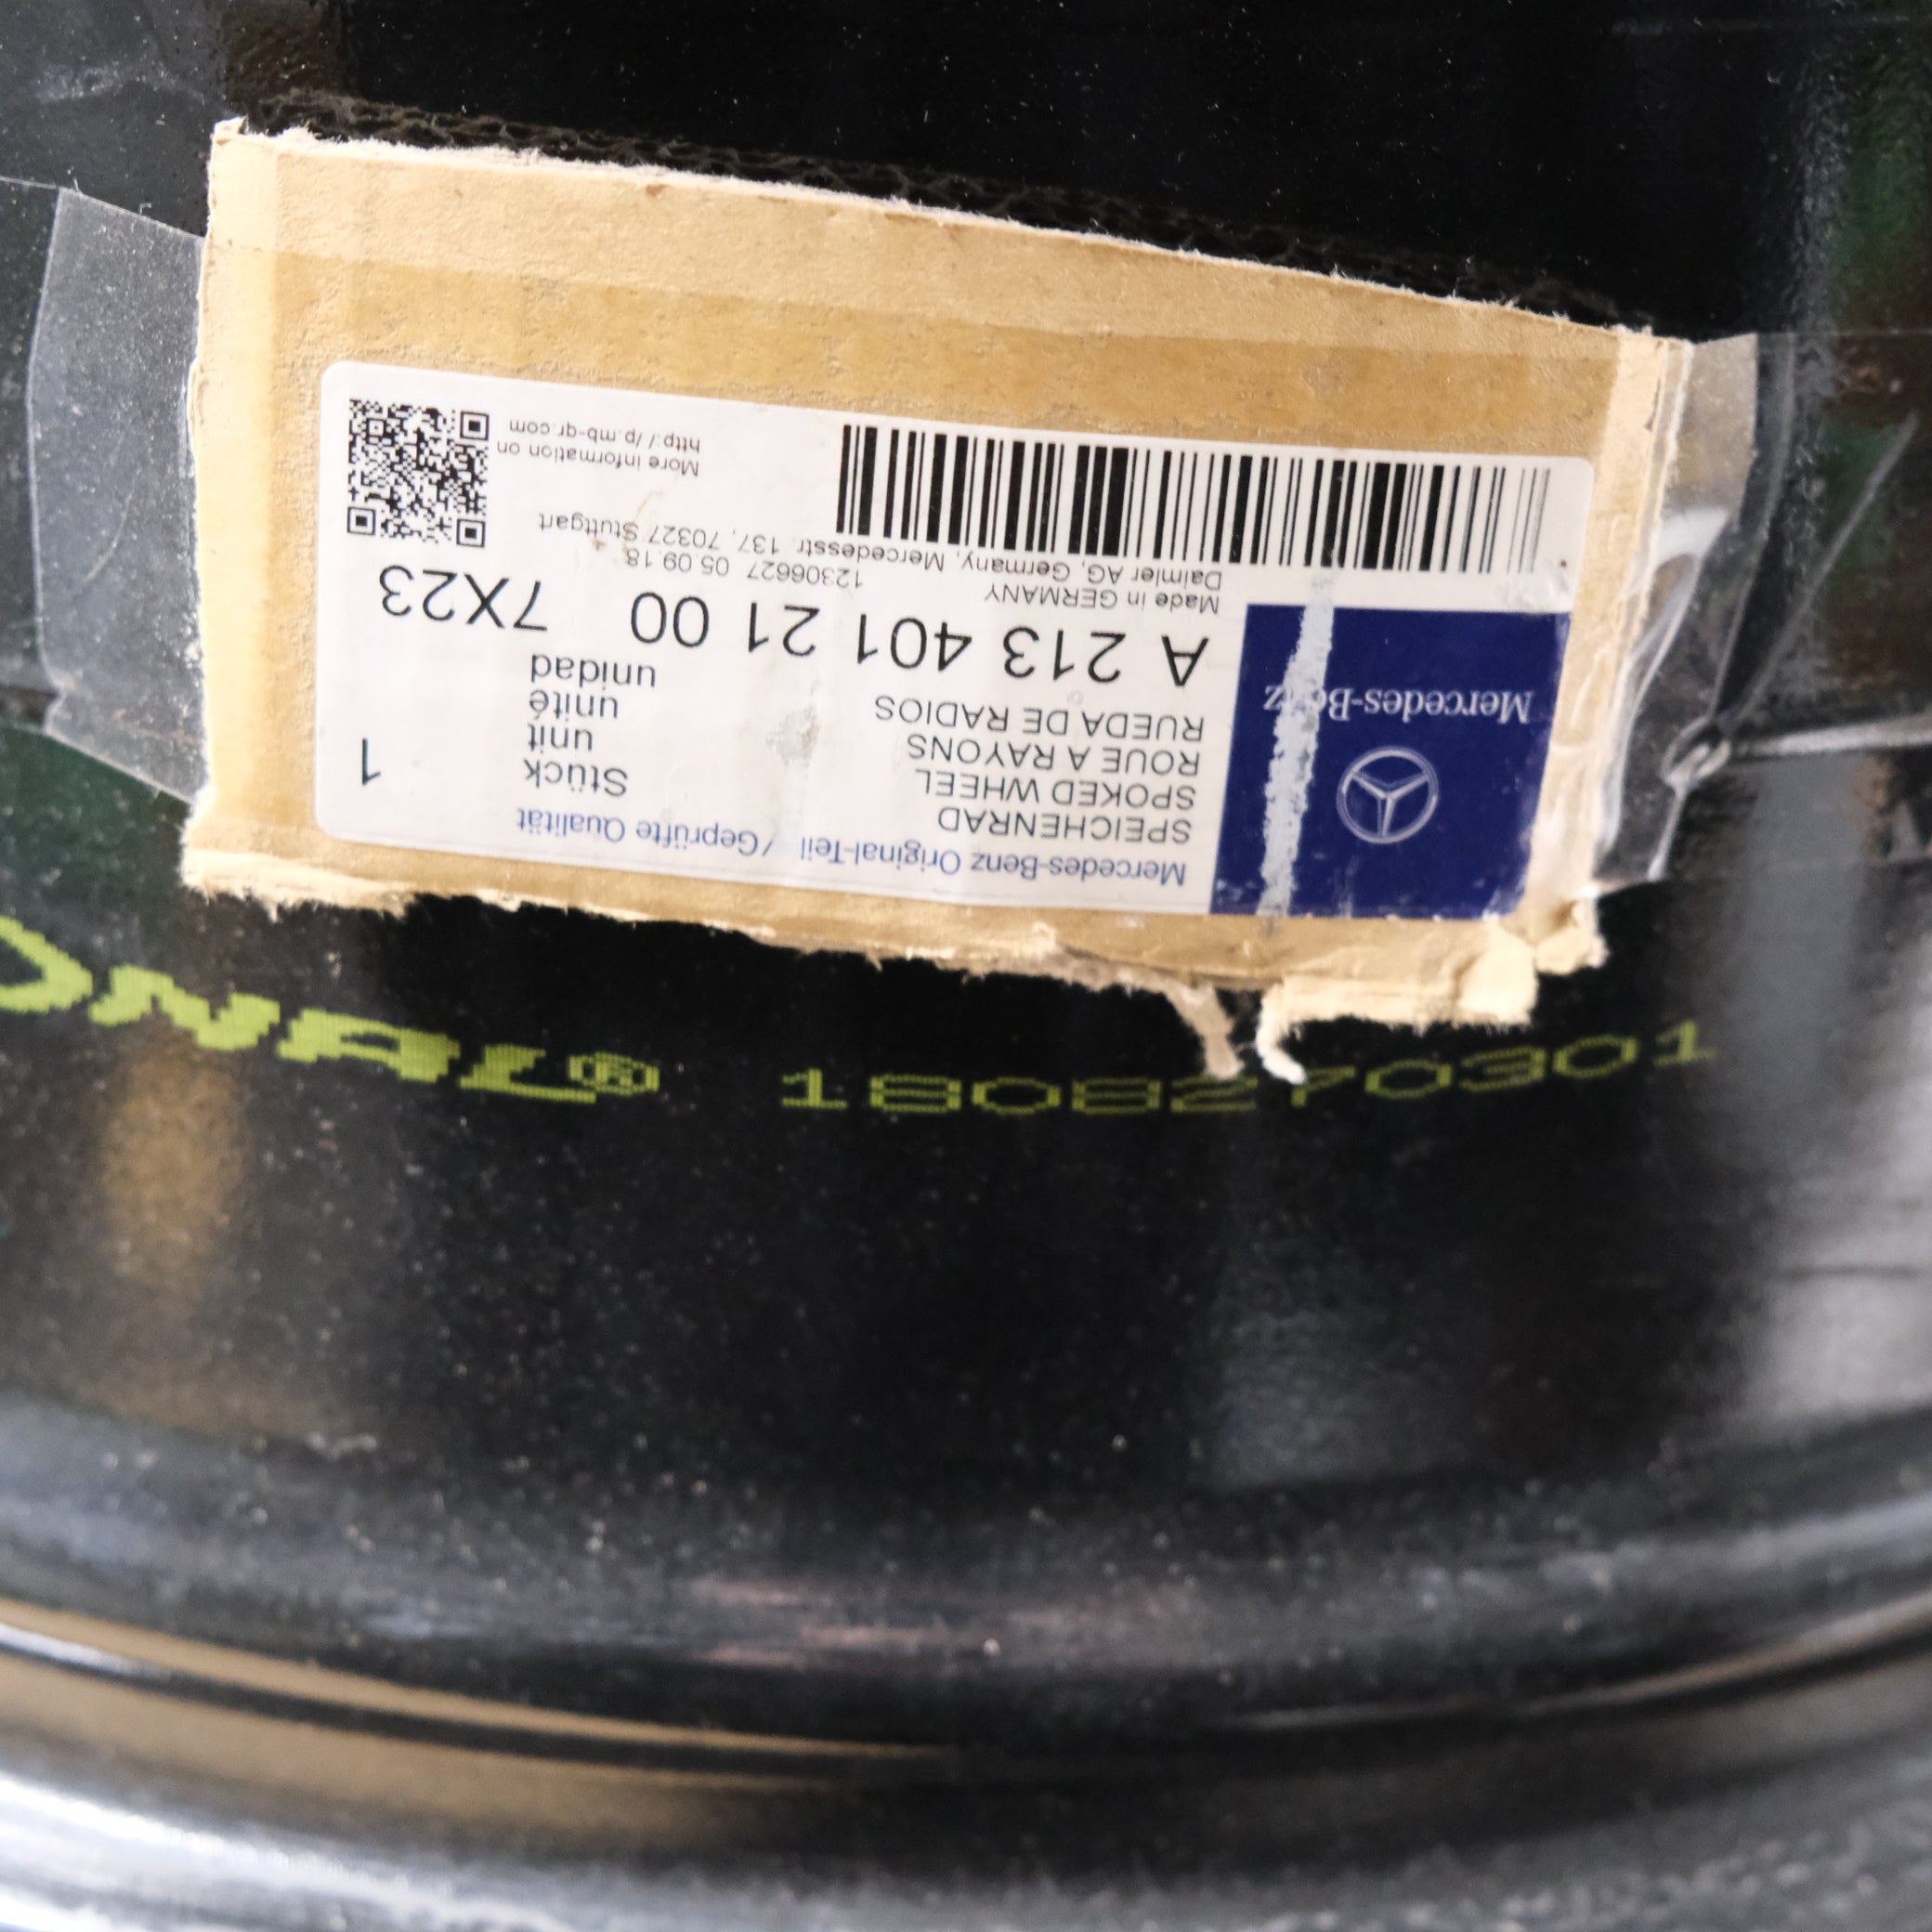 Mercedes-Benz
Mercedes-Benz Original-Teil / Geprüfte Qualität
SPEICHENRAD
SPOKED WHEEL
ROUE A RAYONS
RUEDA DE RADIOS
Stück
unit
unité
unidad
1
A 213 401 21 00 7X23
Made in GERMANY 12306627 05.09.18
Daimler AG, Germany, Mercedesstr. 137, 70327 Stuttgart
More information on
http://p.mb-qr.com
ONAL® 1808270301